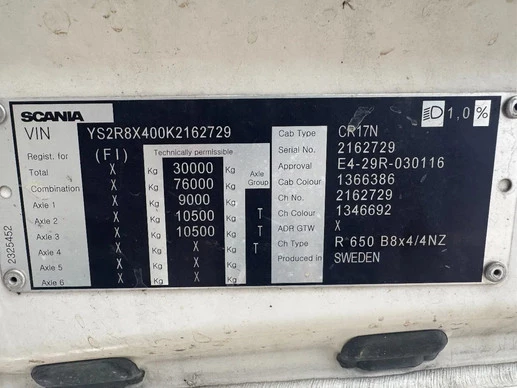 SCANIA
1,0 %
VIN YS2R8X400K2162729
Regist. for (FI) Technically permissible
Total X Kg 30000 Kg Axle Group
Combination X Kg 76000 Kg
Axle 1 X Kg 9000 Kg
Axle 2 X Kg 10500 Kg T
Axle 3 X Kg 10500 Kg T
Axle 4 X Kg X Kg T
Axle 5 X Kg X Kg
Axle 6 X Kg X Kg
Cab Type CR17N
Serial No. 2162729
Approval E4-29R-030116
Cab Colour 1366386
Ch No. 2162729
Ch Colour 1346692
ADR GTW X
Ch Type R 650 B8x4/4NZ
Produced in SWEDEN
2325452